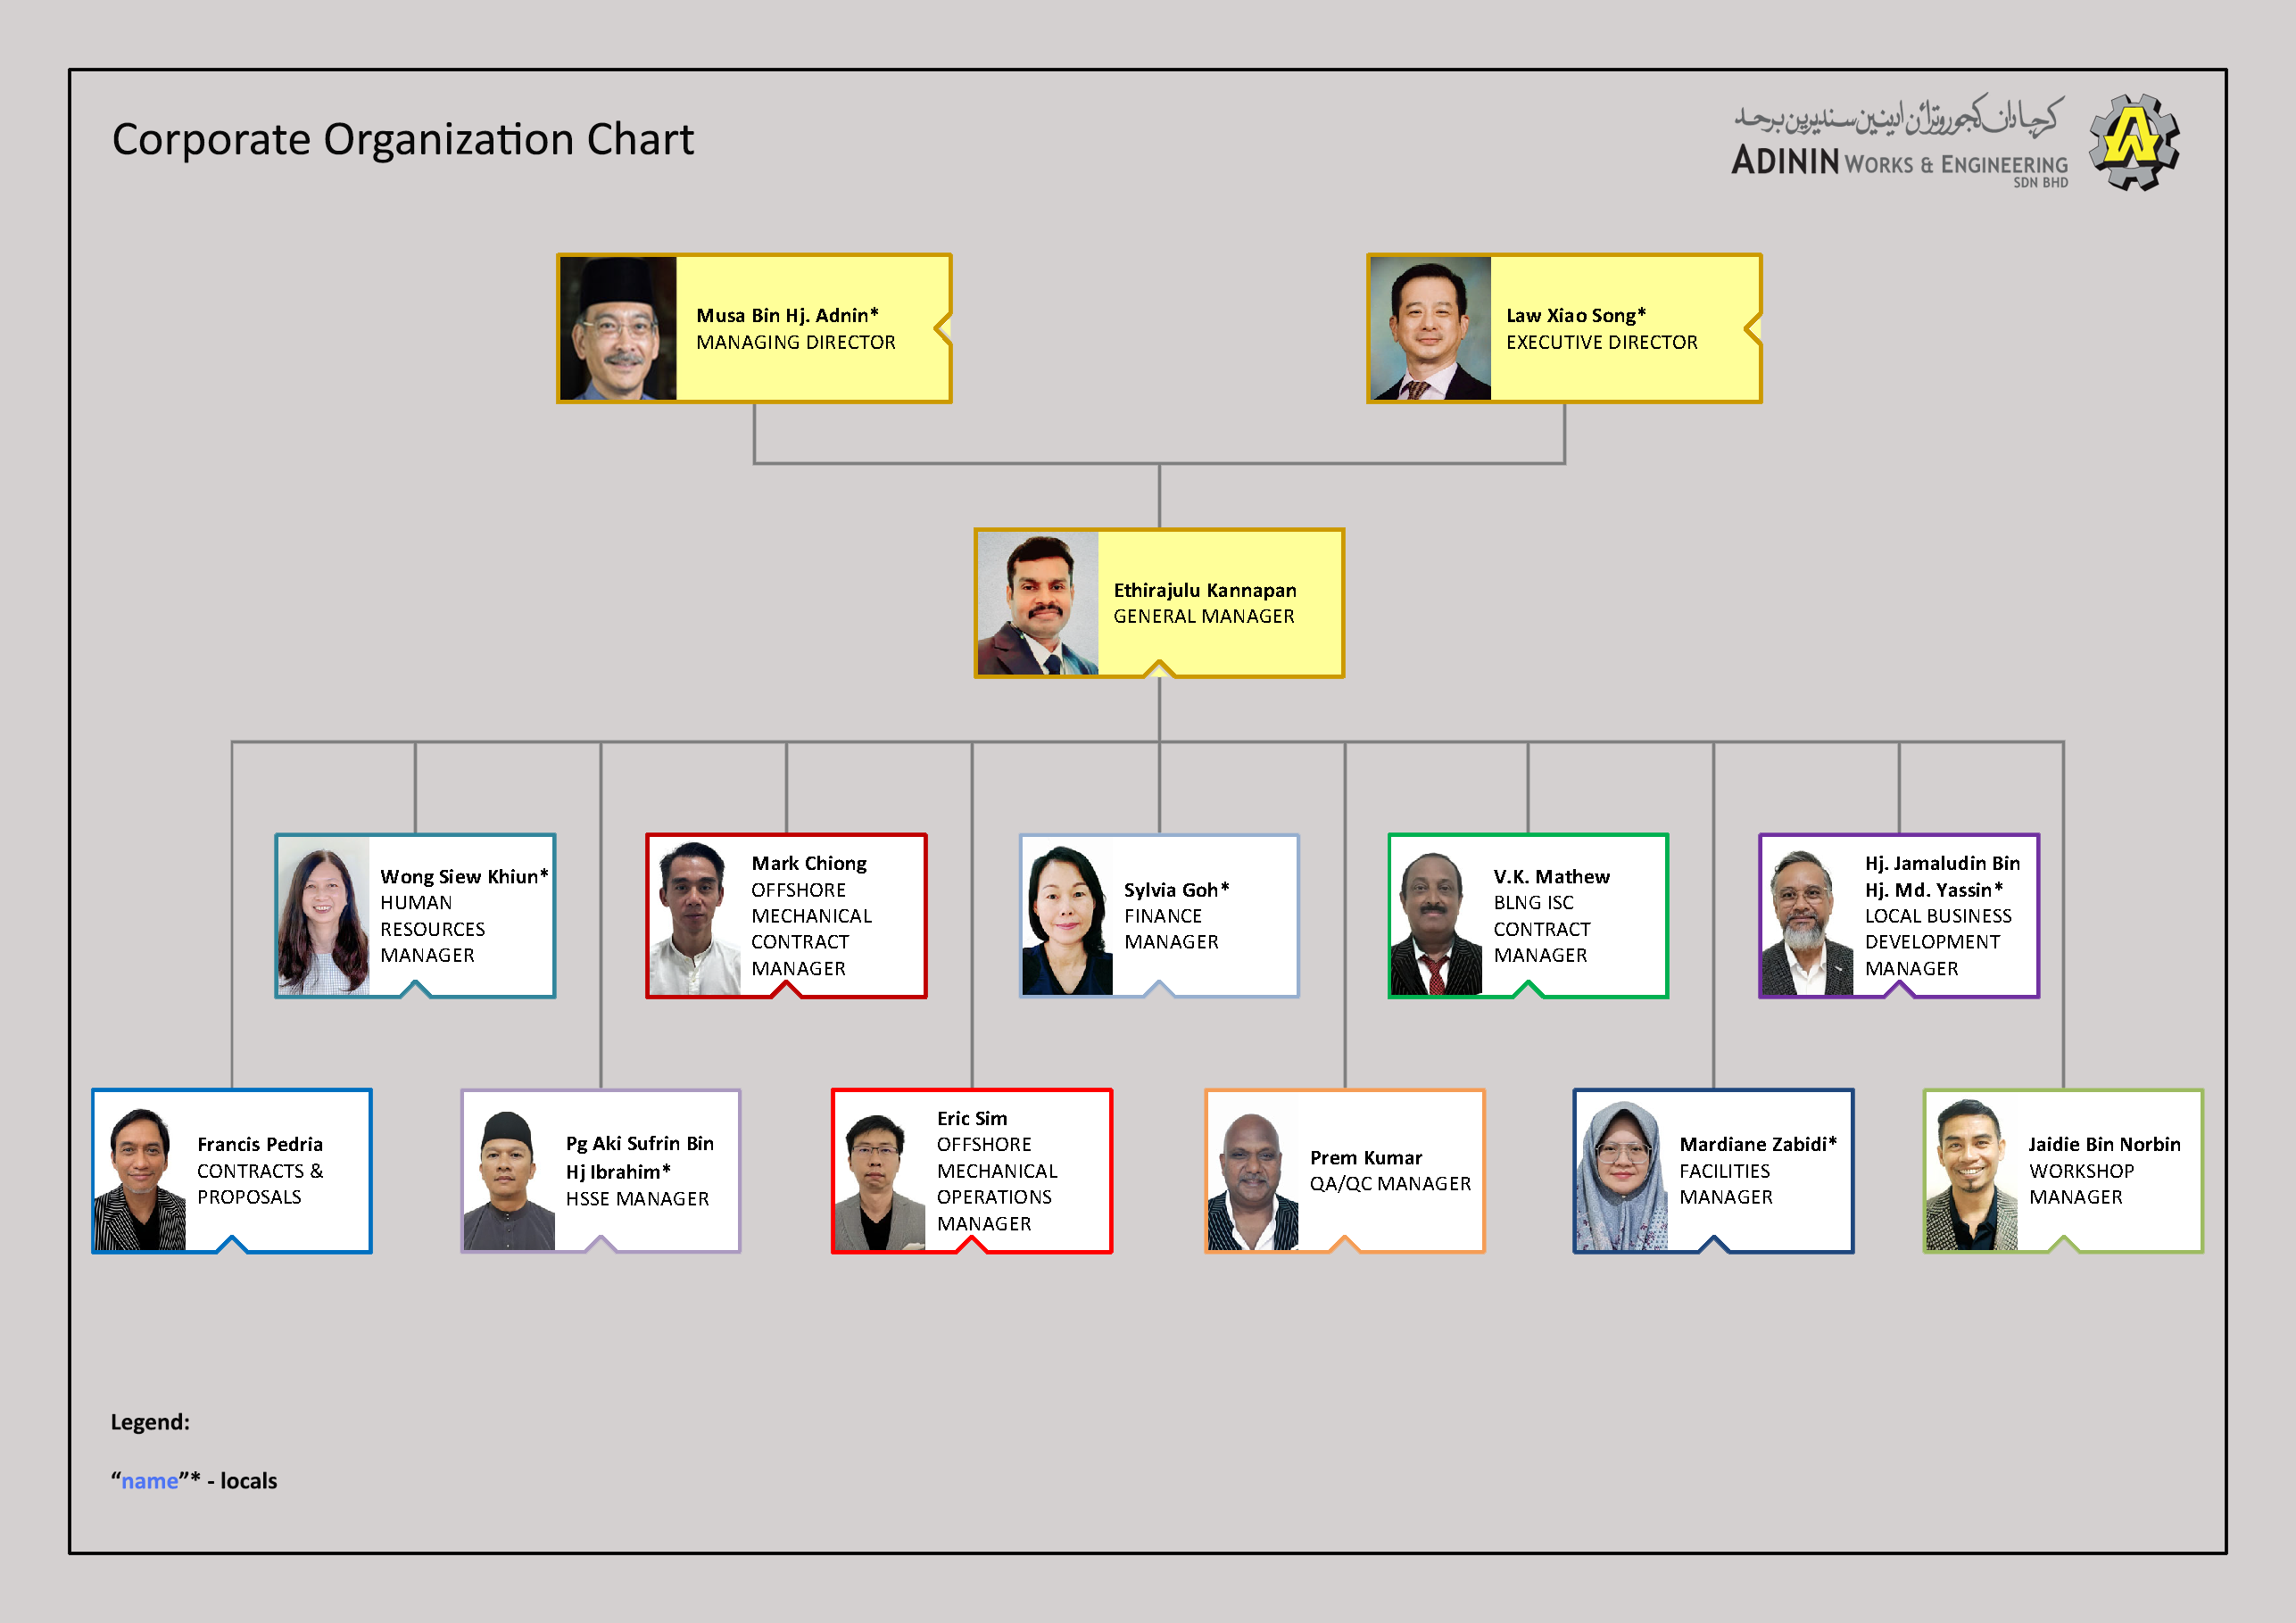 Corporate Organization Chart
كرجاون كجوروتراءن ادينين سنديرين برحد
ADININ WORKS & ENGINEERING
SDN BHD
Musa Bin Hj. Adnin*
MANAGING DIRECTOR
Law Xiao Song*
EXECUTIVE DIRECTOR
Ethirajulu Kannapan
GENERAL MANAGER
Wong Siew Khiun*
HUMAN
RESOURCES
MANAGER
Mark Chiong
OFFSHORE
MECHANICAL
CONTRACT
MANAGER
Sylvia Goh*
FINANCE
MANAGER
V.K. Mathew
BLNG ISC
CONTRACT
MANAGER
Hj. Jamaludin Bin
Hj. Md. Yassin*
LOCAL BUSINESS
DEVELOPMENT
MANAGER
Francis Pedria
CONTRACTS &
PROPOSALS
Pg Aki Sufrin Bin
Hj Ibrahim*
HSSE MANAGER
Eric Sim
OFFSHORE
MECHANICAL
OPERATIONS
MANAGER
Prem Kumar
QA/QC MANAGER
Mardiane Zabidi*
FACILITIES
MANAGER
Jaidie Bin Norbin
WORKSHOP
MANAGER
Legend:
“name”* - locals